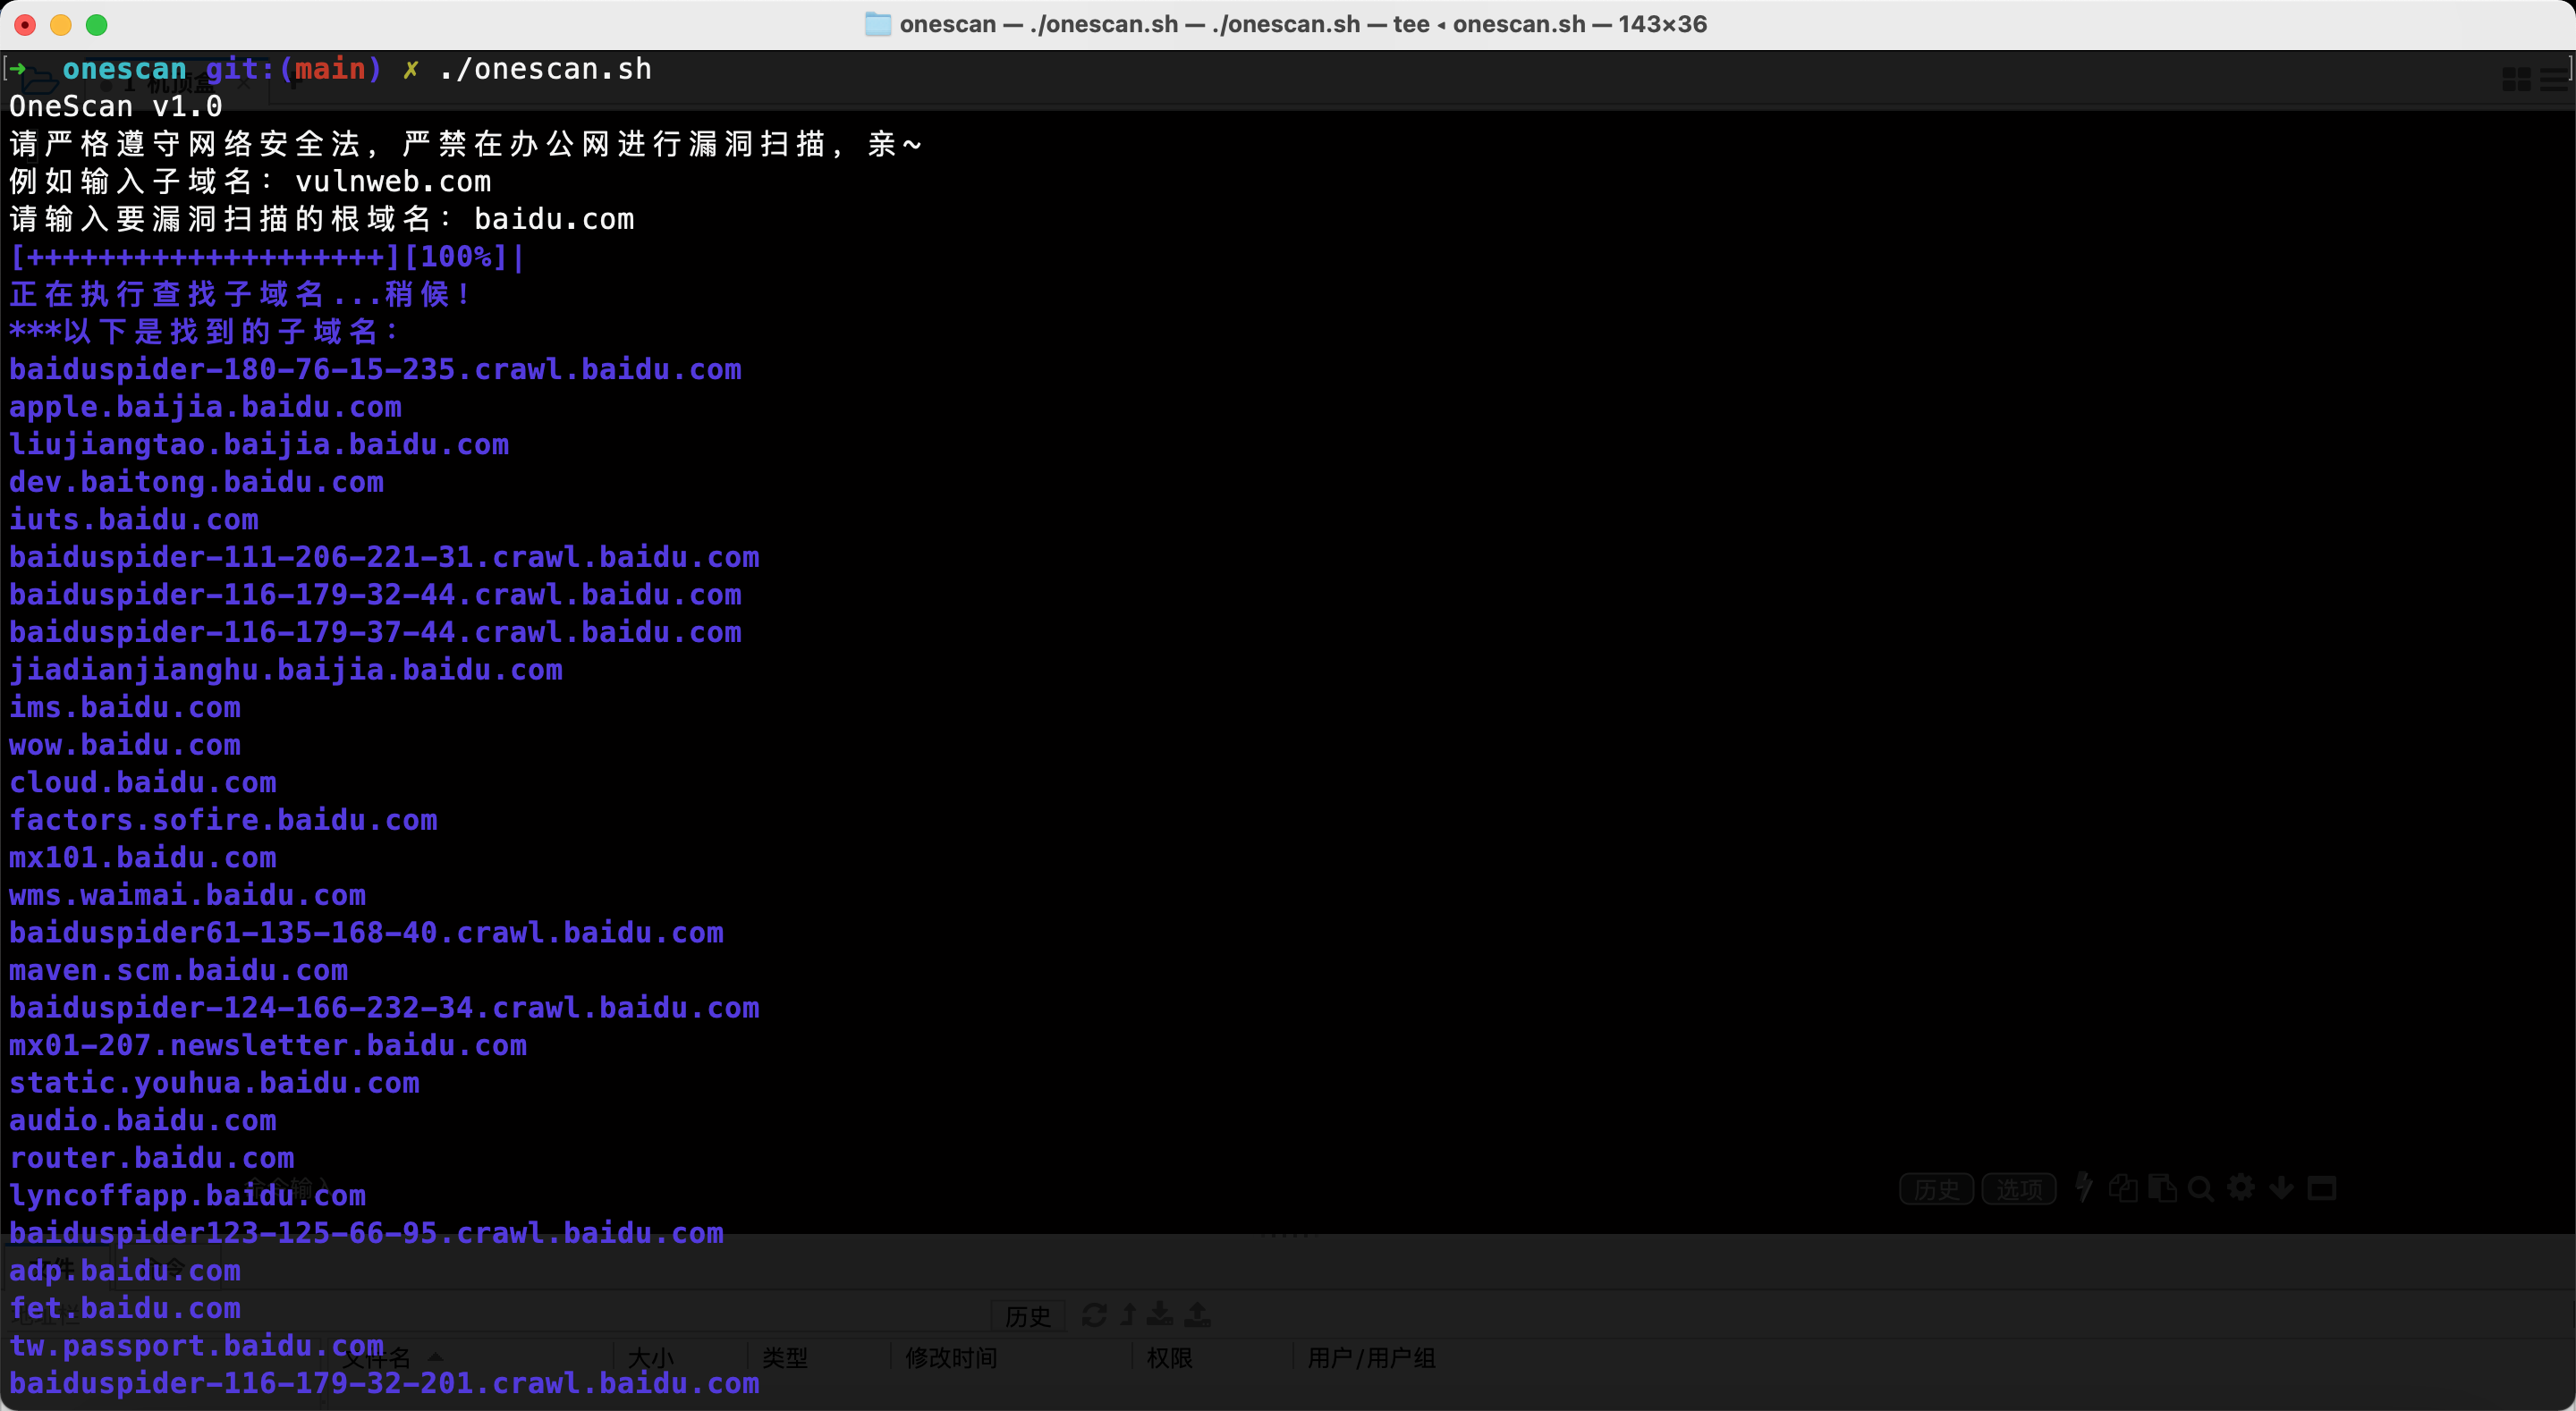 onescan — ./onescan.sh — ./onescan.sh — tee ◂ onescan.sh — 143×36
[➜  onescan git:(main) ✗ ./onescan.sh ]
1 机顶盒
OneScan v1.0
请严格遵守网络安全法，严禁在办公网进行漏洞扫描，亲~
例如输入子域名：vulnweb.com
请输入要漏洞扫描的根域名：baidu.com
[++++++++++++++++++++][100%]|
正在执行查找子域名...稍候！
***以下是找到的子域名：
baiduspider-180-76-15-235.crawl.baidu.com
apple.baijia.baidu.com
liujiangtao.baijia.baidu.com
dev.baitong.baidu.com
iuts.baidu.com
baiduspider-111-206-221-31.crawl.baidu.com
baiduspider-116-179-32-44.crawl.baidu.com
baiduspider-116-179-37-44.crawl.baidu.com
jiadianjianghu.baijia.baidu.com
ims.baidu.com
wow.baidu.com
cloud.baidu.com
factors.sofire.baidu.com
mx101.baidu.com
wms.waimai.baidu.com
baiduspider61-135-168-40.crawl.baidu.com
maven.scm.baidu.com
baiduspider-124-166-232-34.crawl.baidu.com
mx01-207.newsletter.baidu.com
static.youhua.baidu.com
audio.baidu.com
router.baidu.com
历史 选项
lyncoffapp.baidu.com
baiduspider123-125-66-95.crawl.baidu.com
adp.baidu.com
fet.baidu.com
历史
tw.passport.baidu.com
文件名 大小 类型 修改时间 权限 用户/用户组
baiduspider-116-179-32-201.crawl.baidu.com